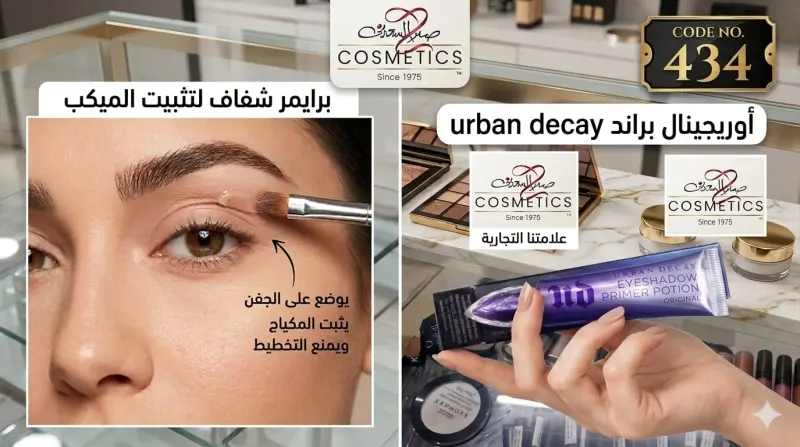 COSMETICS
Since 1975
TM
CODE NO.
434
برايمر شفاف لتثبيت الميكب
أوريجينال براند urban decay
يوضع على الجفن
يثبت المكياج
ويمنع التخطيط
COSMETICS
Since 1975
علامتنا التجارية
COSMETICS
Since 1975
URBAN DECAY
EYESHADOW
PRIMER POTION
ORIGINAL
ud